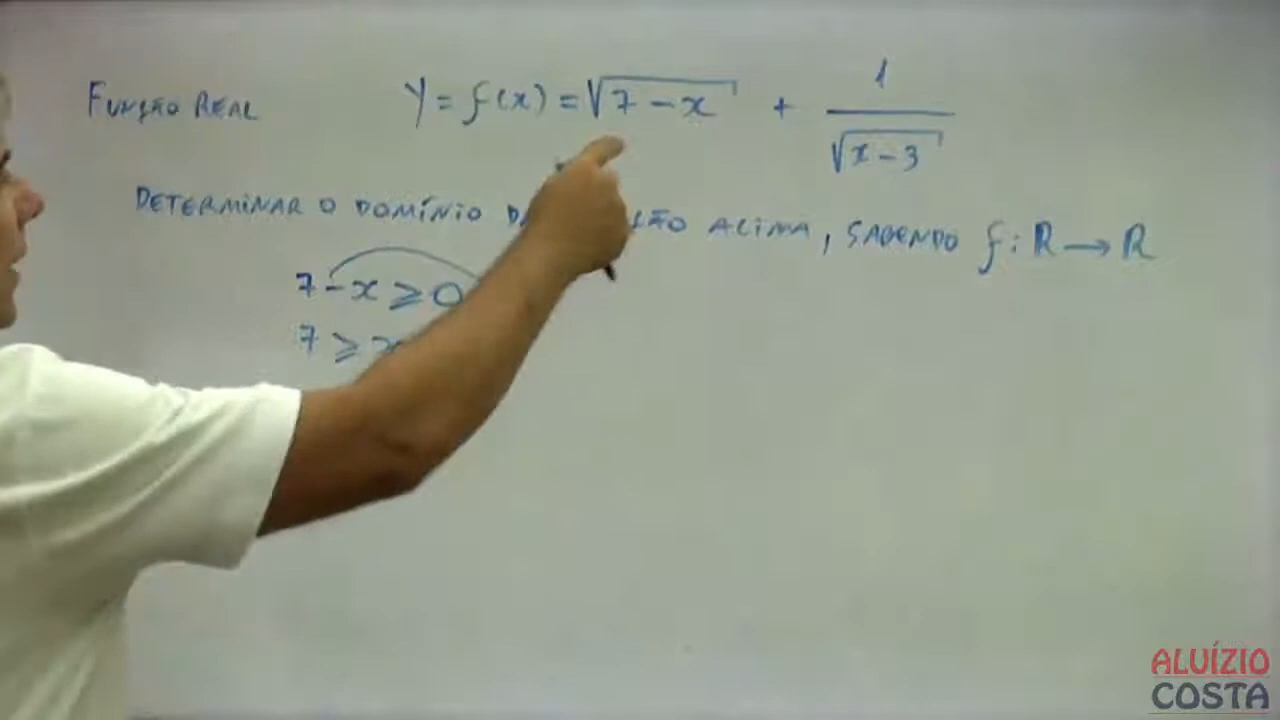 FUNÇÃO REAL y = f(x) = √7 - x + 1/√x - 3
DETERMINAR O DOMÍNIO ACIMA, SABENDO f: R → R
7 - x ≥ 0
7 ≥ x
ALUÍZIO
COSTA